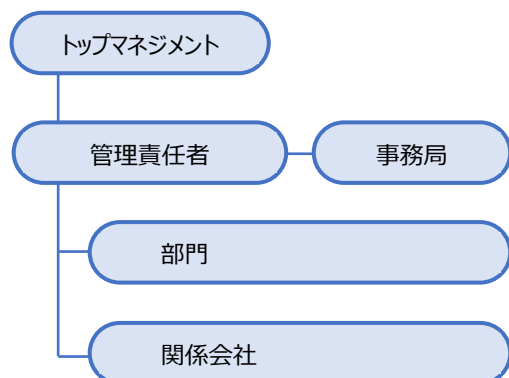 トップマネジメント
管理責任者
事務局
部門
関係会社